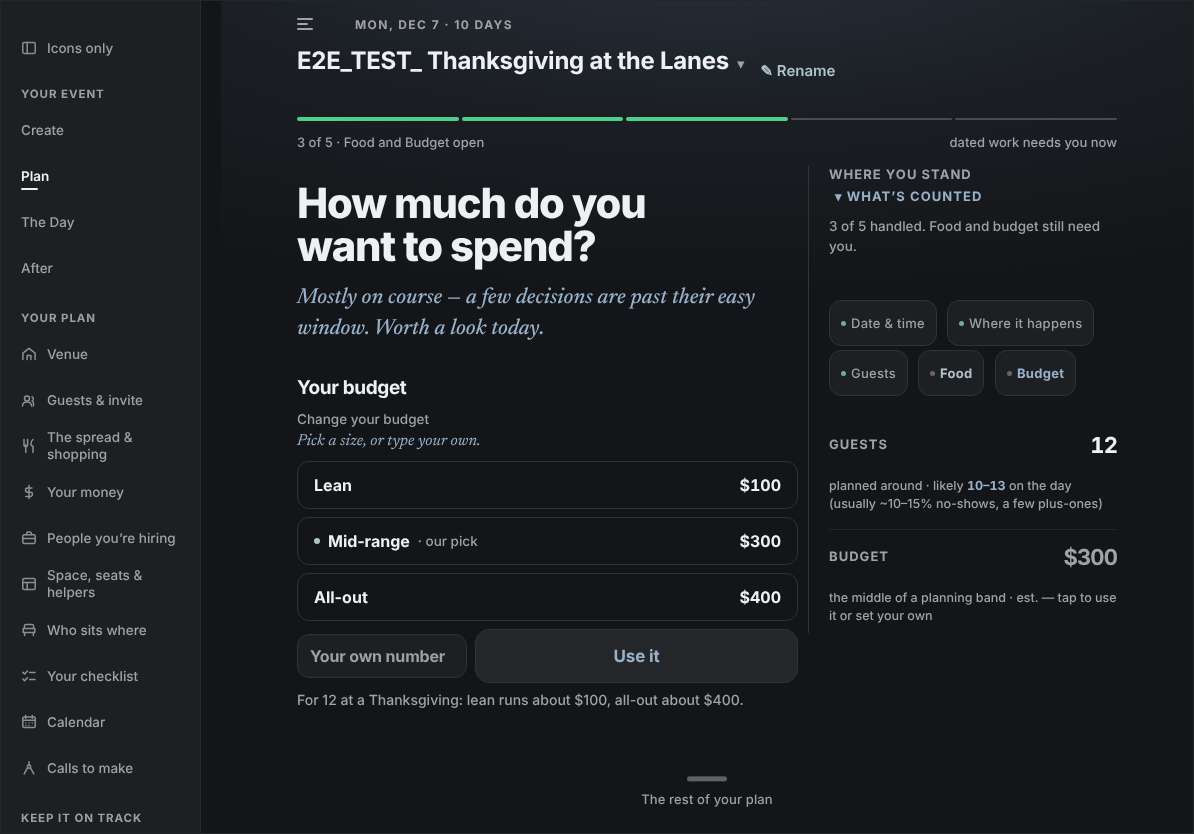 Icons only
YOUR EVENT
Create
Plan
The Day
After
YOUR PLAN
Venue
Guests & invite
The spread &
shopping
Your money
People you’re hiring
Space, seats &
helpers
Who sits where
Your checklist
Calendar
Calls to make
KEEP IT ON TRACK
MON, DEC 7 · 10 DAYS
E2E_TEST_ Thanksgiving at the Lanes ▾
✎ Rename
3 of 5 · Food and Budget open
dated work needs you now
How much do you
want to spend?
Mostly on course — a few decisions are past their easy
window. Worth a look today.
Your budget
Change your budget
Pick a size, or type your own.
Lean $100
Mid-range · our pick $300
All-out $400
Your own number
Use it
For 12 at a Thanksgiving: lean runs about $100, all-out about $400.
WHERE YOU STAND
▾ WHAT’S COUNTED
3 of 5 handled. Food and budget still need
you.
Date & time
Where it happens
Guests
Food
Budget
GUESTS 12
planned around · likely 10–13 on the day
(usually ~10–15% no-shows, a few plus-ones)
BUDGET $300
the middle of a planning band · est. — tap to use
it or set your own
The rest of your plan